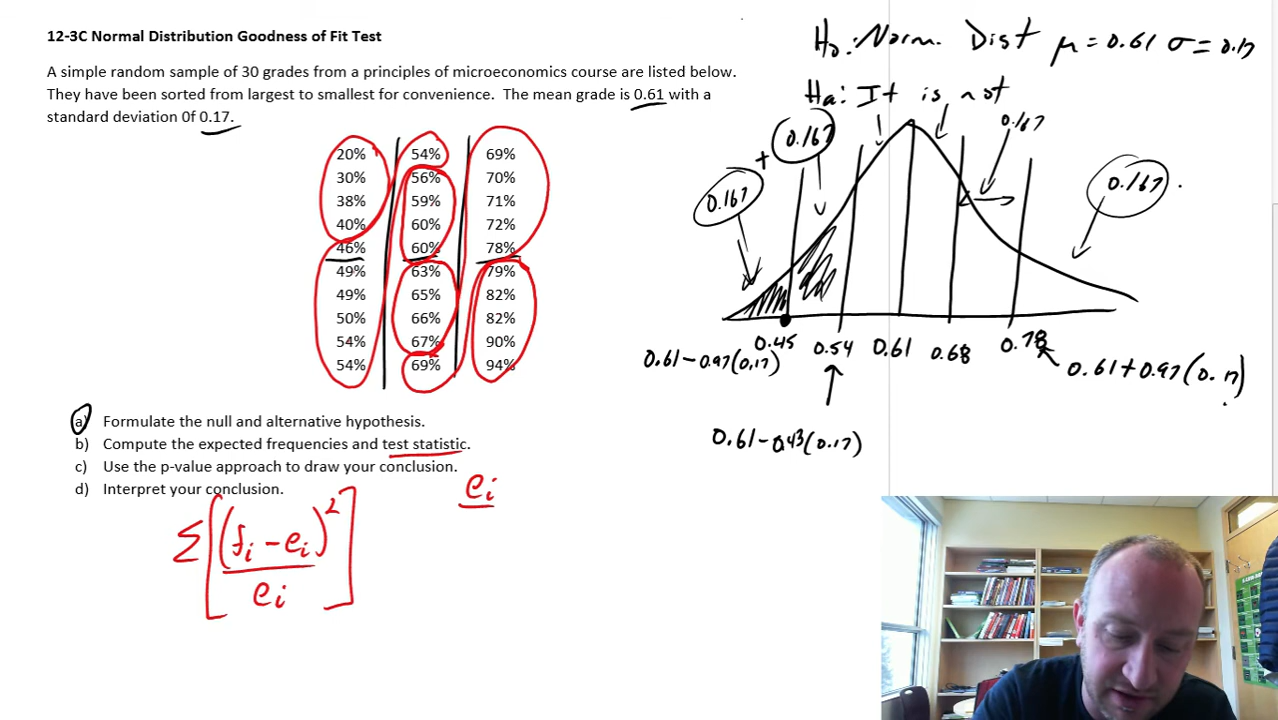 12-3C Normal Distribution Goodness of Fit Test
A simple random sample of 30 grades from a principles of microeconomics course are listed below.
They have been sorted from largest to smallest for convenience. The mean grade is 0.61 with a
standard deviation 0f 0.17.
20% 54% 69%
30% 56% 70%
38% 59% 71%
40% 60% 72%
46% 60% 78%
49% 63% 79%
49% 65% 82%
50% 66% 82%
54% 67% 90%
54% 69% 94%
a) Formulate the null and alternative hypothesis.
b) Compute the expected frequencies and test statistic.
c) Use the p-value approach to draw your conclusion.
d) Interpret your conclusion.
ei
Σ[(fi - ei)²
ei]
H0: Norm. Dist μ = 0.61 σ = 0.17
Ha: It is not
0.167 + 0.167 0.167 0.167
0.45 0.54 0.61 0.68 0.78
0.61 - 0.97(0.17) 0.61 + 0.97(0.17)
0.61 - 0.43(0.17)